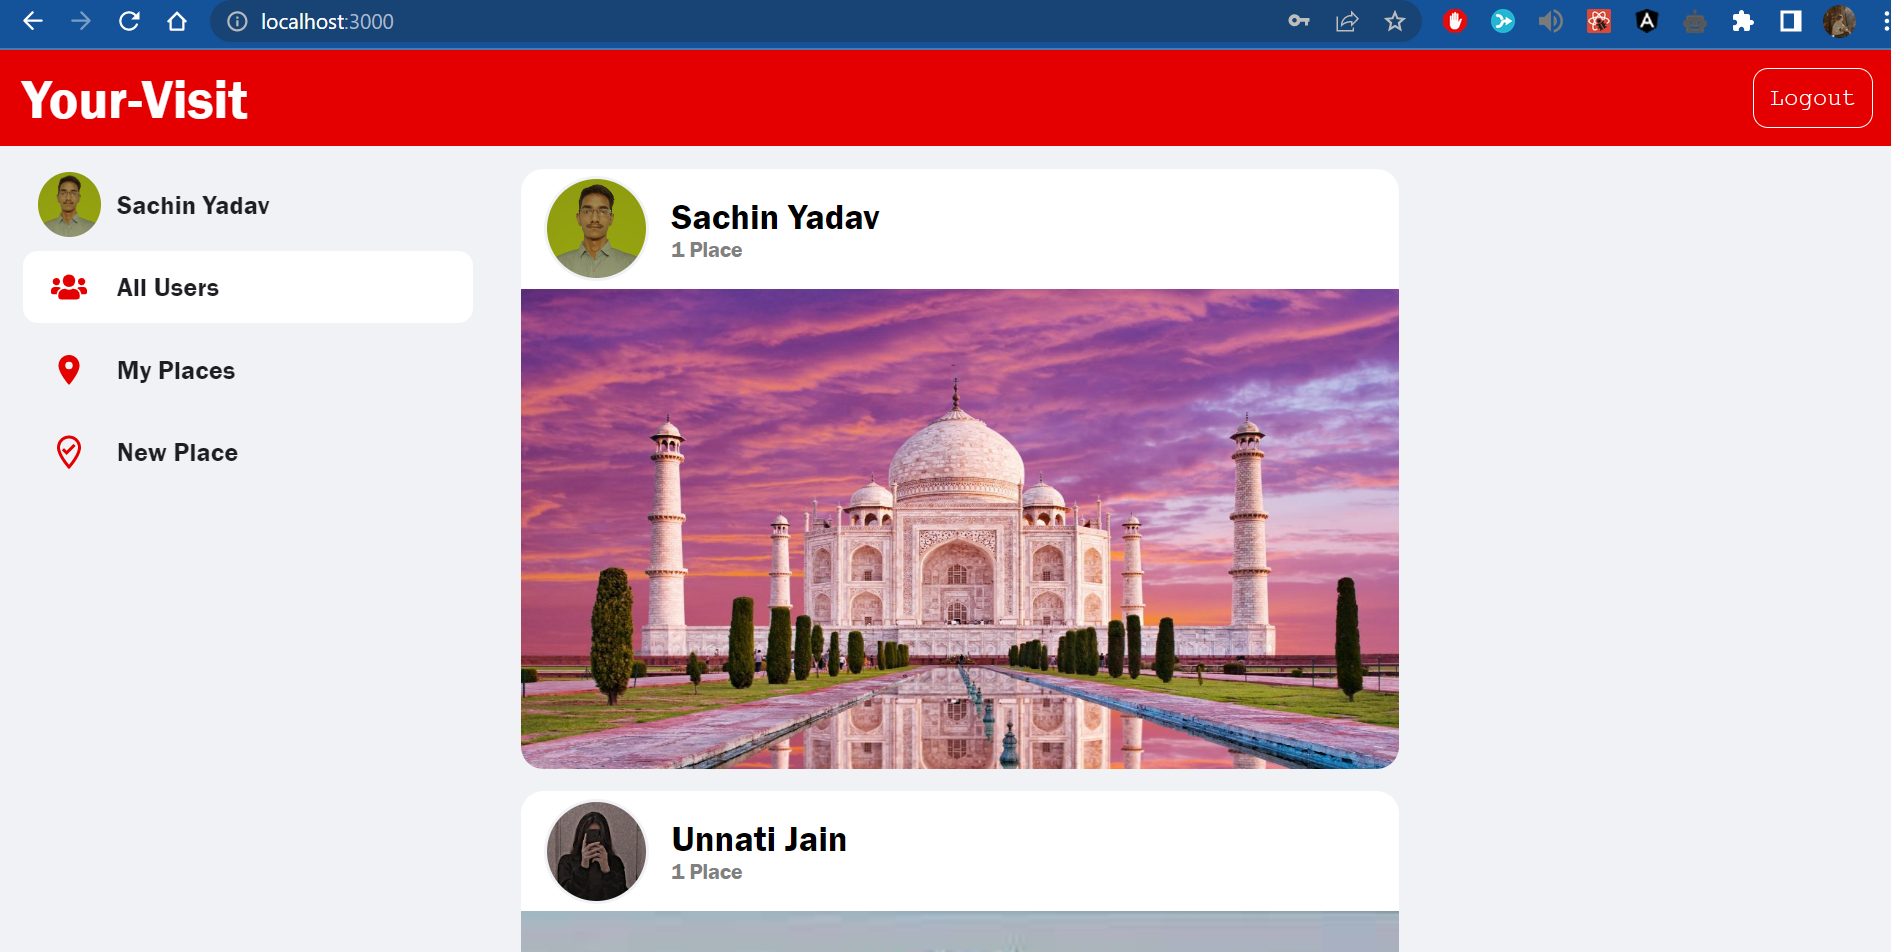 localhost:3000
Your-Visit
Logout
Sachin Yadav
All Users
My Places
New Place
Sachin Yadav
1 Place
Unnati Jain
1 Place